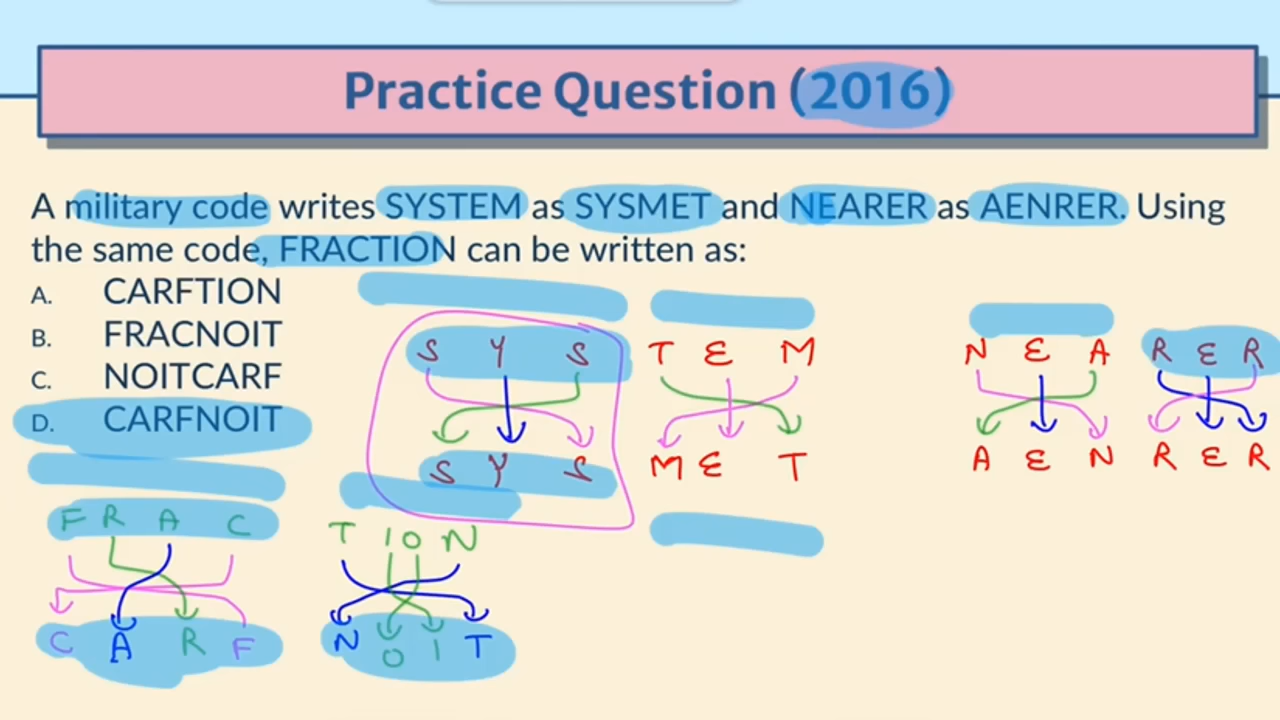 Practice Question (2016)
A military code writes SYSTEM as SYSMET and NEARER as AENRER. Using
the same code, FRACTION can be written as:
A. CARFTION
B. FRACNOIT
C. NOITCARF
D. CARFNOIT
S Y S T E M N E A R E R
S Y S M E T A E N R E R
F R A C T I O N
C A R F N O I T